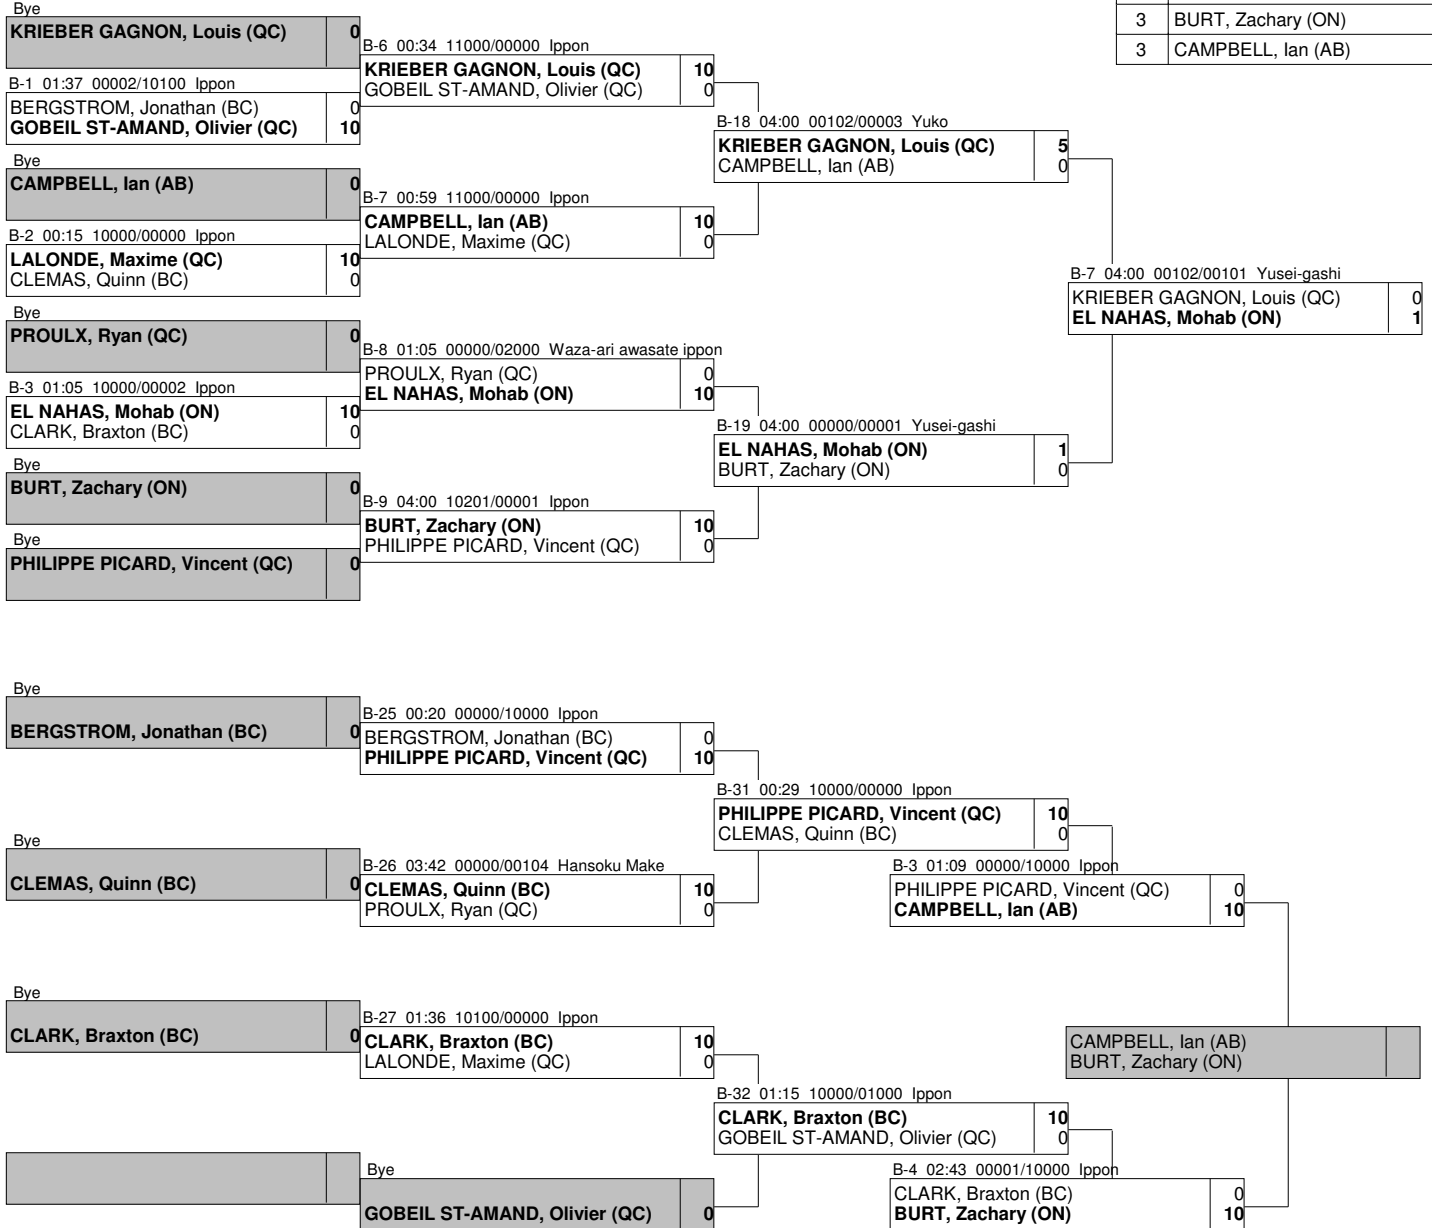 Bye
KRIEBER GAGNON, Louis (QC) 0
B-1 01:37 00002/10100 Ippon
BERGSTROM, Jonathan (BC) 0
GOBEIL ST-AMAND, Olivier (QC) 10
Bye
CAMPBELL, Ian (AB) 0
B-2 00:15 10000/00000 Ippon
LALONDE, Maxime (QC) 10
CLEMAS, Quinn (BC) 0
Bye
PROULX, Ryan (QC) 0
B-3 01:05 10000/00002 Ippon
EL NAHAS, Mohab (ON) 10
CLARK, Braxton (BC) 0
Bye
BURT, Zachary (ON) 0
Bye
PHILIPPE PICARD, Vincent (QC) 0
B-6 00:34 11000/00000 Ippon
KRIEBER GAGNON, Louis (QC) 10
GOBEIL ST-AMAND, Olivier (QC) 0
B-7 00:59 11000/00000 Ippon
CAMPBELL, Ian (AB) 10
LALONDE, Maxime (QC) 0
B-8 01:05 00000/02000 Waza-ari awasate ippon
PROULX, Ryan (QC) 0
EL NAHAS, Mohab (ON) 10
B-9 04:00 10201/00001 Ippon
BURT, Zachary (ON) 10
PHILIPPE PICARD, Vincent (QC) 0
B-18 04:00 00102/00003 Yuko
KRIEBER GAGNON, Louis (QC) 5
CAMPBELL, Ian (AB) 0
B-19 04:00 00000/00001 Yusei-gashi
EL NAHAS, Mohab (ON) 1
BURT, Zachary (ON) 0
B-7 04:00 00102/00101 Yusei-gashi
KRIEBER GAGNON, Louis (QC) 0
EL NAHAS, Mohab (ON) 1
3 BURT, Zachary (ON)
3 CAMPBELL, Ian (AB)
Bye
BERGSTROM, Jonathan (BC) 0
Bye
CLEMAS, Quinn (BC) 0
Bye
CLARK, Braxton (BC) 0
B-25 00:20 00000/10000 Ippon
BERGSTROM, Jonathan (BC) 0
PHILIPPE PICARD, Vincent (QC) 10
B-26 03:42 00000/00104 Hansoku Make
CLEMAS, Quinn (BC) 10
PROULX, Ryan (QC) 0
B-27 01:36 10100/00000 Ippon
CLARK, Braxton (BC) 10
LALONDE, Maxime (QC) 0
Bye
GOBEIL ST-AMAND, Olivier (QC) 0
B-31 00:29 10000/00000 Ippon
PHILIPPE PICARD, Vincent (QC) 10
CLEMAS, Quinn (BC) 0
B-32 01:15 10000/01000 Ippon
CLARK, Braxton (BC) 10
GOBEIL ST-AMAND, Olivier (QC) 0
B-3 01:09 00000/10000 Ippon
PHILIPPE PICARD, Vincent (QC) 0
CAMPBELL, Ian (AB) 10
B-4 02:43 00001/10000 Ippon
CLARK, Braxton (BC) 0
BURT, Zachary (ON) 10
CAMPBELL, Ian (AB)
BURT, Zachary (ON)